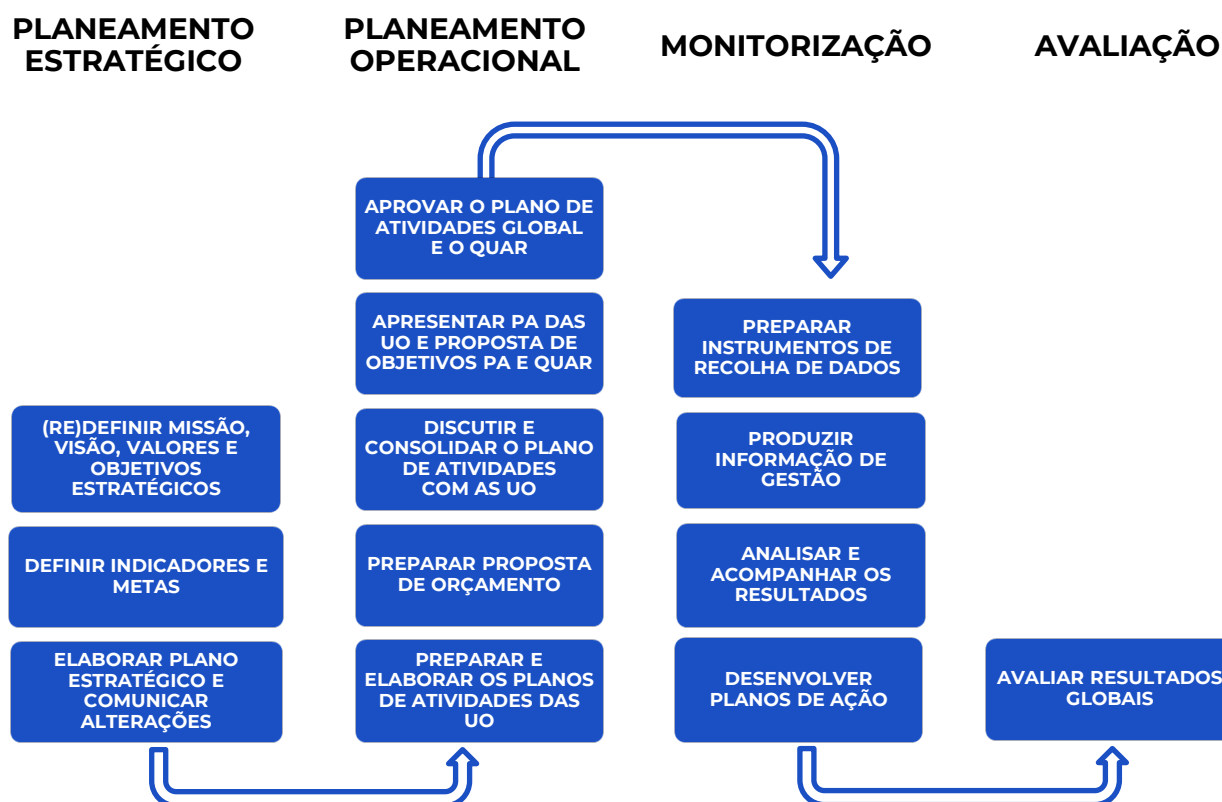 PLANEAMENTO
ESTRATÉGICO
PLANEAMENTO
OPERACIONAL
MONITORIZAÇÃO
AVALIAÇÃO
(RE)DEFINIR MISSÃO,
VISÃO, VALORES E
OBJETIVOS
ESTRATÉGICOS
DEFINIR INDICADORES E
METAS
ELABORAR PLANO
ESTRATÉGICO E
COMUNICAR
ALTERAÇÕES
APROVAR O PLANO DE
ATIVIDADES GLOBAL
E O QUAR
APRESENTAR PA DAS
UO E PROPOSTA DE
OBJETIVOS PA E QUAR
DISCUTIR E
CONSOLIDAR O PLANO
DE ATIVIDADES
COM AS UO
PREPARAR PROPOSTA
DE ORÇAMENTO
PREPARAR E
ELABORAR OS PLANOS
DE ATIVIDADES DAS
UO
PREPARAR
INSTRUMENTOS DE
RECOLHA DE DADOS
PRODUZIR
INFORMAÇÃO DE
GESTÃO
ANALISAR E
ACOMPANHAR OS
RESULTADOS
DESENVOLVER
PLANOS DE AÇÃO
AVALIAR RESULTADOS
GLOBAIS